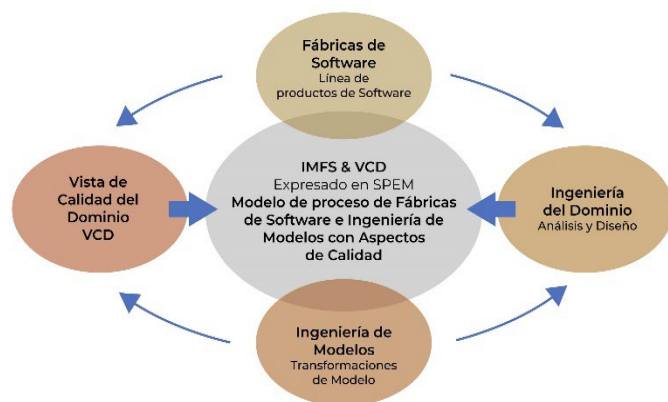 Fábricas de
Software
Línea de
productos de Software
Vista de
Calidad del
Dominio
VCD
IMFS & VCD
Expresado en SPEM
Modelo de proceso de Fábricas
de Software e Ingeniería de
Modelos con Aspectos
de Calidad
Ingeniería
del Dominio
Análisis y Diseño
Ingeniería de
Modelos
Transformaciones
de Modelo